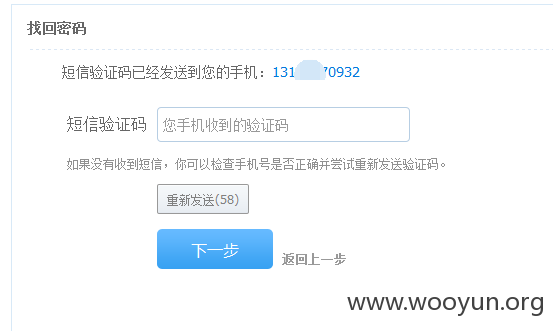 找回密码
短信验证码已经发送到您的手机：131 70932
短信验证码 您手机收到的验证码
如果没有收到短信，你可以检查手机号是否正确并尝试重新发送验证码。
重新发送(58)
下一步 返回上一步
www.wooyun.org